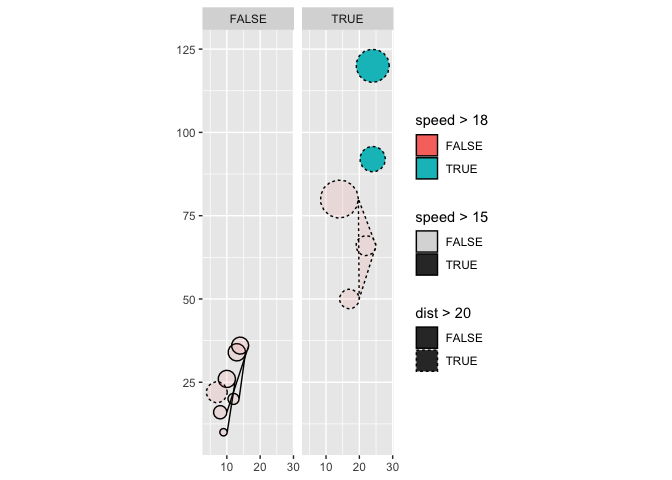 FALSE TRUE
125
100
75
50
25
10 20 30 10 20 30
speed > 18
FALSE
TRUE
speed > 15
FALSE
TRUE
dist > 20
FALSE
TRUE